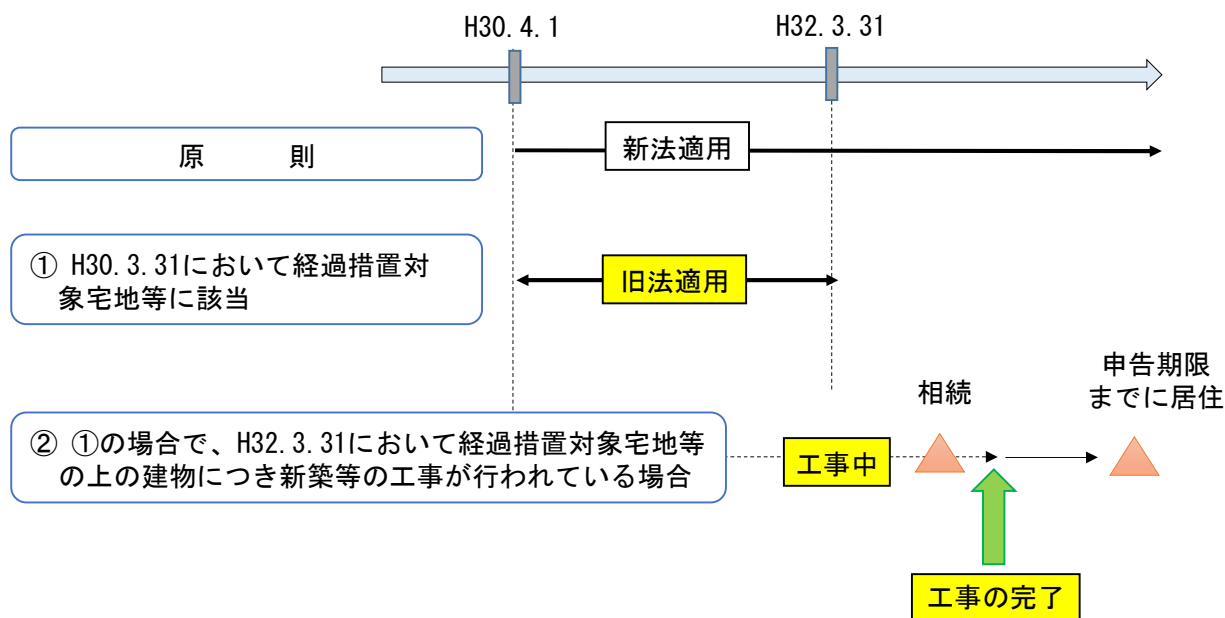 H30.4.1
H32.3.31
原　　　則
新法適用
① H30.3.31において経過措置対
象宅地等に該当
旧法適用
相続
申告期限
までに居住
② ①の場合で、H32.3.31において経過措置対象宅地等
の上の建物につき新築等の工事が行われている場合
工事中
工事の完了